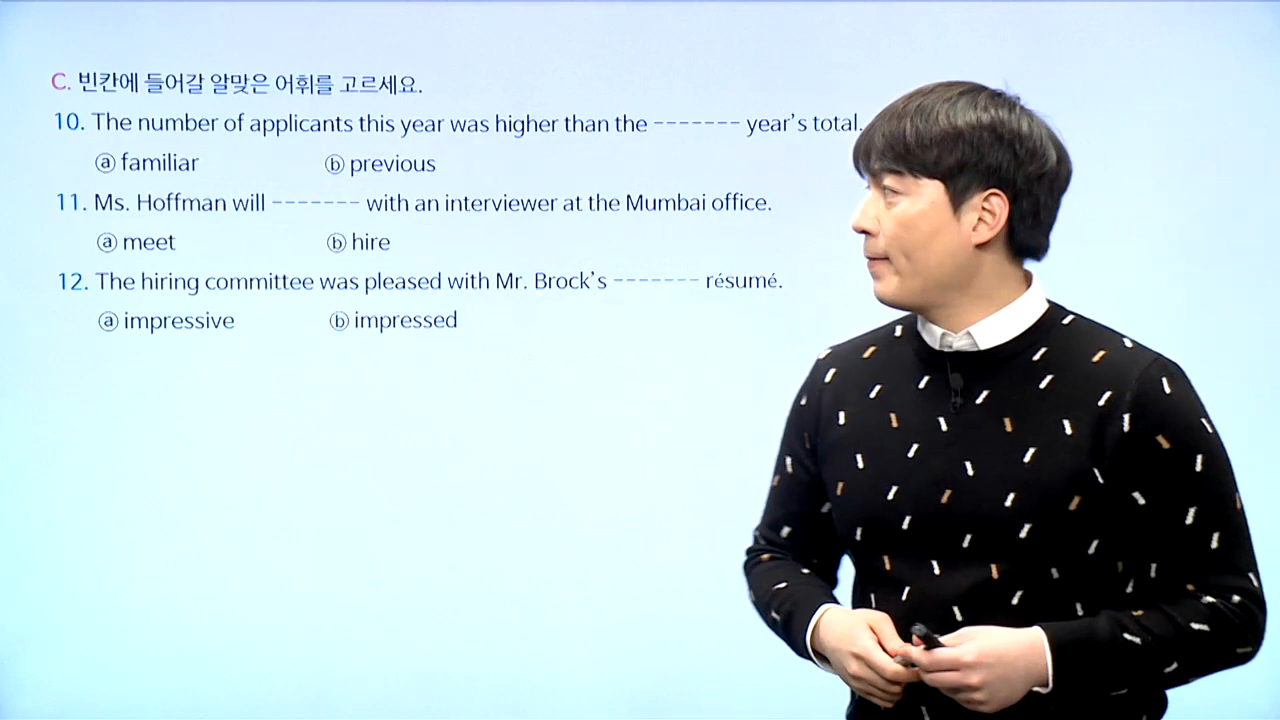 C. 빈칸에 들어갈 알맞은 어휘를 고르세요.
10. The number of applicants this year was higher than the ------- year's total.
ⓐ familiar ⓑ previous
11. Ms. Hoffman will ------- with an interviewer at the Mumbai office.
ⓐ meet ⓑ hire
12. The hiring committee was pleased with Mr. Brock's ------- résumé.
ⓐ impressive ⓑ impressed